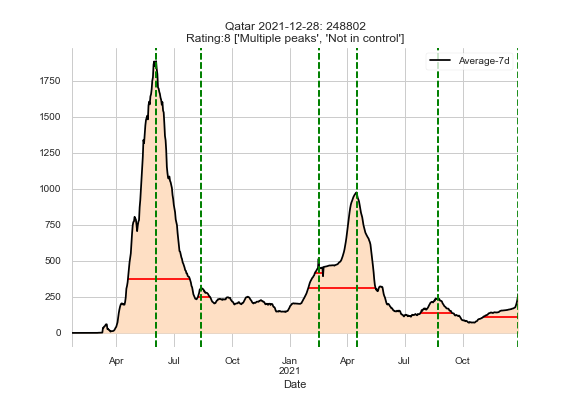 Qatar 2021-12-28: 248802
Rating:8 ['Multiple peaks', 'Not in control']
Average-7d
1750
1500
1250
1000
750
500
250
0
Apr Jul Oct Jan Apr Jul Oct
2021
Date